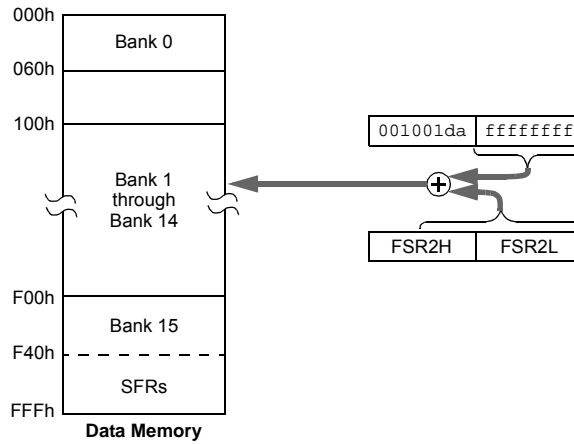 000h
Bank 0
060h
100h
001001da ffffffff
Bank 1
through
Bank 14
FSR2H FSR2L
F00h
Bank 15
F40h
SFRs
FFFh
Data Memory